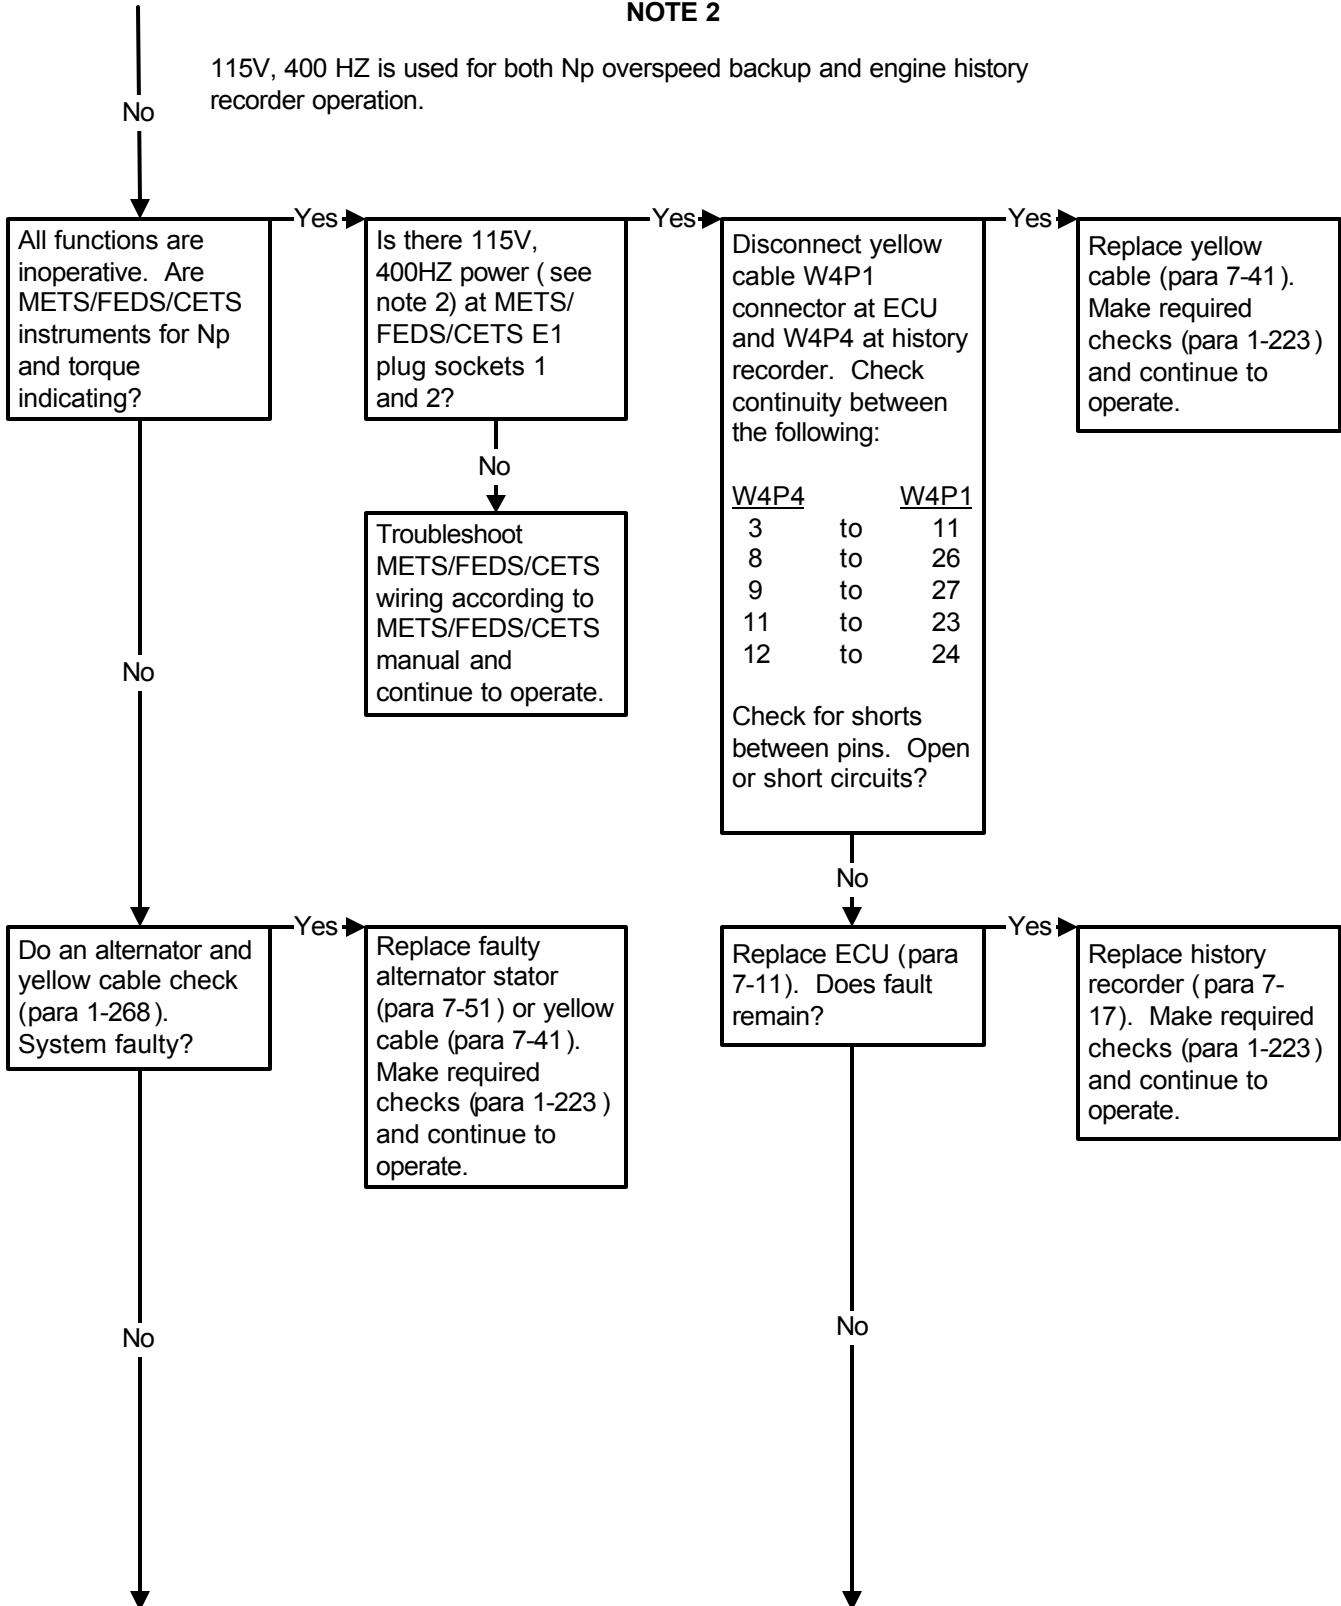 NOTE 2
115V, 400 HZ is used for both Np overspeed backup and engine history
recorder operation.
No
All functions are
inoperative. Are
METS/FEDS/CETS
instruments for Np
and torque
indicating?
Yes
Is there 115V,
400HZ power ( see
note 2) at METS/
FEDS/CETS E1
plug sockets 1
and 2?
Yes
Disconnect yellow
cable W4P1
connector at ECU
and W4P4 at history
recorder. Check
continuity between
the following:
W4P4 W4P1
3 to 11
8 to 26
9 to 27
11 to 23
12 to 24
Check for shorts
between pins. Open
or short circuits?
Yes
Replace yellow
cable (para 7-41).
Make required
checks (para 1-223 )
and continue to
operate.
No
Troubleshoot
METS/FEDS/CETS
wiring according to
METS/FEDS/CETS
manual and
continue to operate.
No
No
Do an alternator and
yellow cable check
(para 1-268).
System faulty?
Yes
Replace faulty
alternator stator
(para 7-51) or yellow
cable (para 7-41).
Make required
checks (para 1-223 )
and continue to
operate.
Replace ECU (para
7-11). Does fault
remain?
Yes
Replace history
recorder ( para 7-
17). Make required
checks (para 1-223 )
and continue to
operate.
No
No